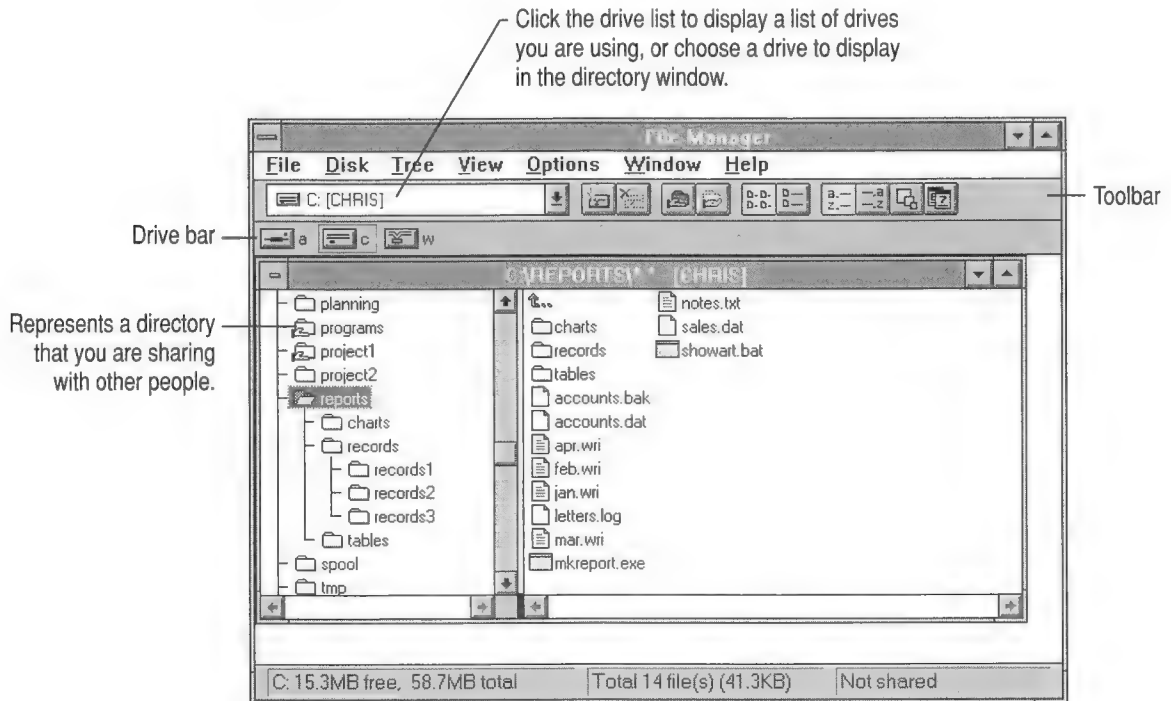 Click the drive list to display a list of drives
you are using, or choose a drive to display
in the directory window.
File Manager
File Disk Tree View Options Window Help
C: [CHRIS]
Toolbar
Drive bar
a c w
C:\REPORTS\*.* [CHRIS]
Represents a directory
that you are sharing
with other people.
planning
programs
project1
project2
reports
charts
records
records1
records2
records3
tables
spool
tmp
charts
records
tables
accounts.bak
accounts.dat
apr.wri
feb.wri
jan.wri
letters.log
mar.wri
mkreport.exe
notes.txt
sales.dat
showart.bat
C: 15.3MB free, 58.7MB total
Total 14 file(s) (41.3KB)
Not shared